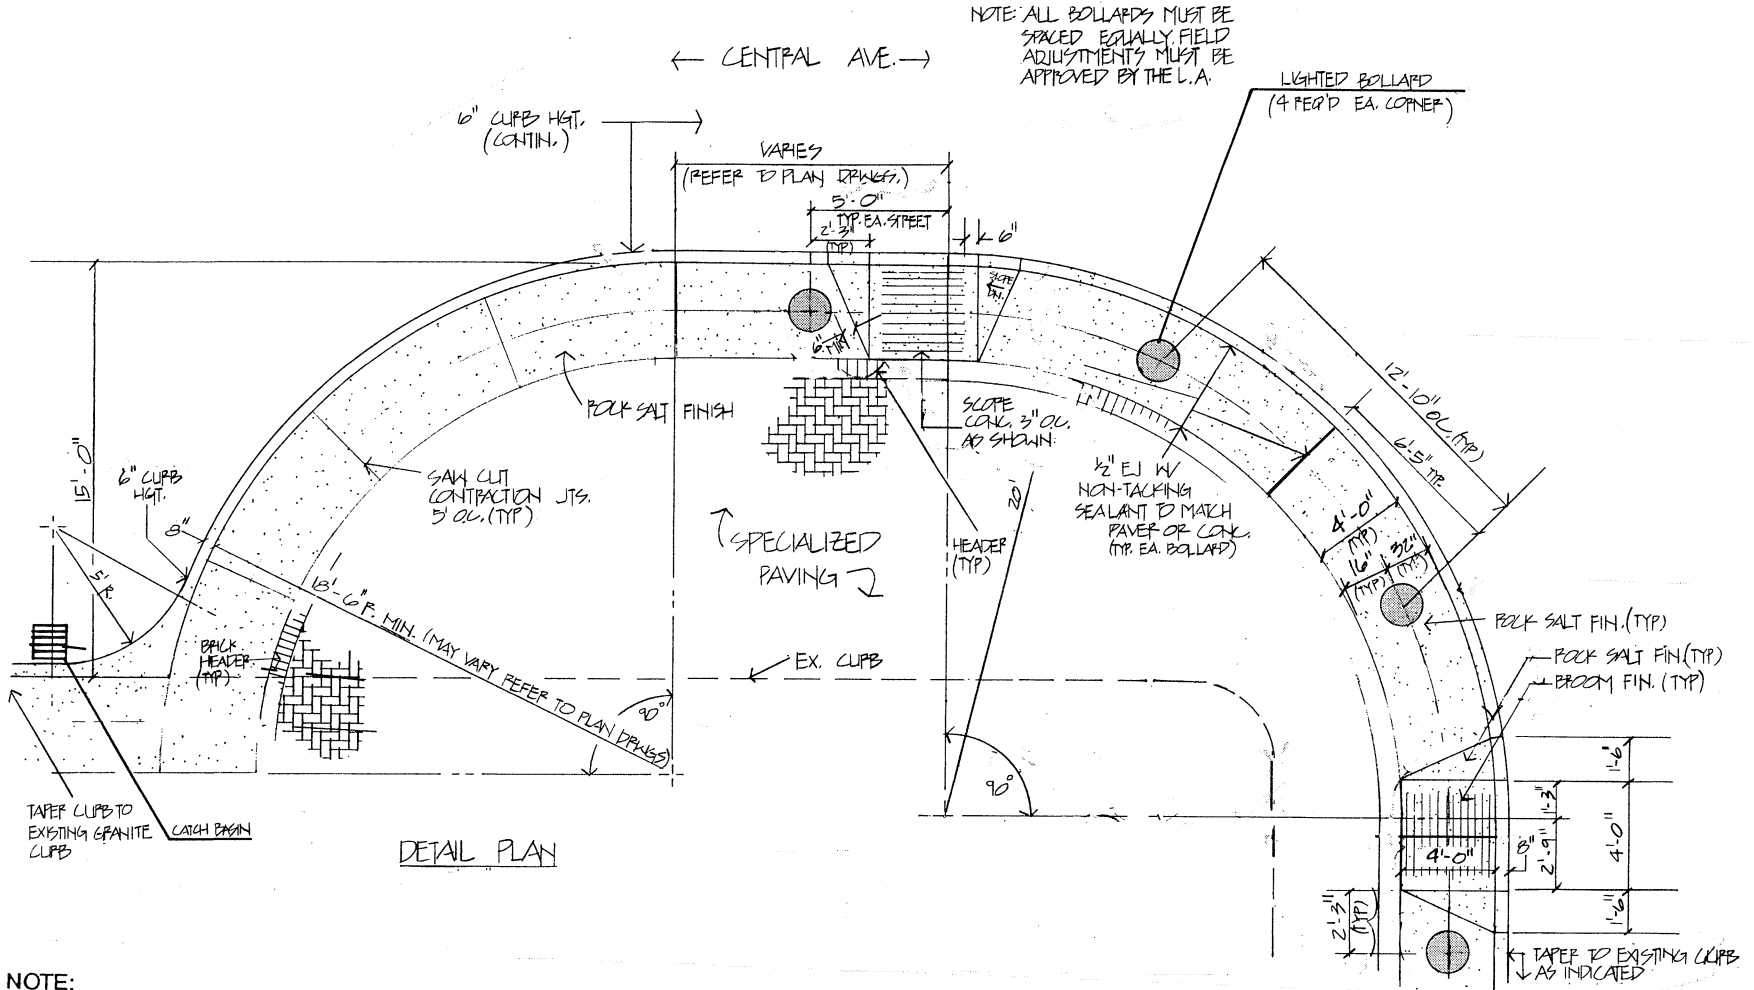 NOTE: ALL BOLLARDS MUST BE
SPACED EQUALLY. FIELD
ADJUSTMENTS MUST BE
APPROVED BY THE L.A.
← CENTRAL AVE. →
LIGHTED BOLLARD
(4 REQ'D EA. CORNER)
6" CURB HGT.
(CONTIN.)
VARIES
(REFER TO PLAN DRWGS.)
5'-0"
TYP. EA. STREET
2'-3"
(TYP)
6"
SLOPE
DN.
6"
MIN
ROCK SALT FINISH
SCOPE
CONC. 3" O.C.
AS SHOWN
12'-10" O.C. (TYP)
6'-5" TYP.
15'-0"
6" CURB
HGT.
8"
SAW CUT
CONTRACTION JTS.
5' O.C. (TYP)
½" EJ W/
NON-TACKING
SEALANT TO MATCH
PAVER OR CONC.
(TYP. EA. BOLLARD)
20'
4'-0"
(TYP)
16"
(TYP)
32"
(TYP)
SPECIALIZED
PAVING
HEADER
(TYP)
5' R.
18'-6" R. MIN. (MAY VARY REFER TO PLAN DRWGS)
BRICK
HEADER
(TYP)
EX. CURB
90°
ROCK SALT FIN. (TYP)
ROCK SALT FIN (TYP)
BROOM FIN. (TYP)
90°
1'-6"
1'-3"
4'-0"
2'-9"
8"
4'-0"
1'-6"
2'-3"
(TYP)
TAPER CURB TO
EXISTING GRANITE
CURB
CATCH BASIN
DETAIL PLAN
TAPER TO EXISTING CURB
AS INDICATED
NOTE: